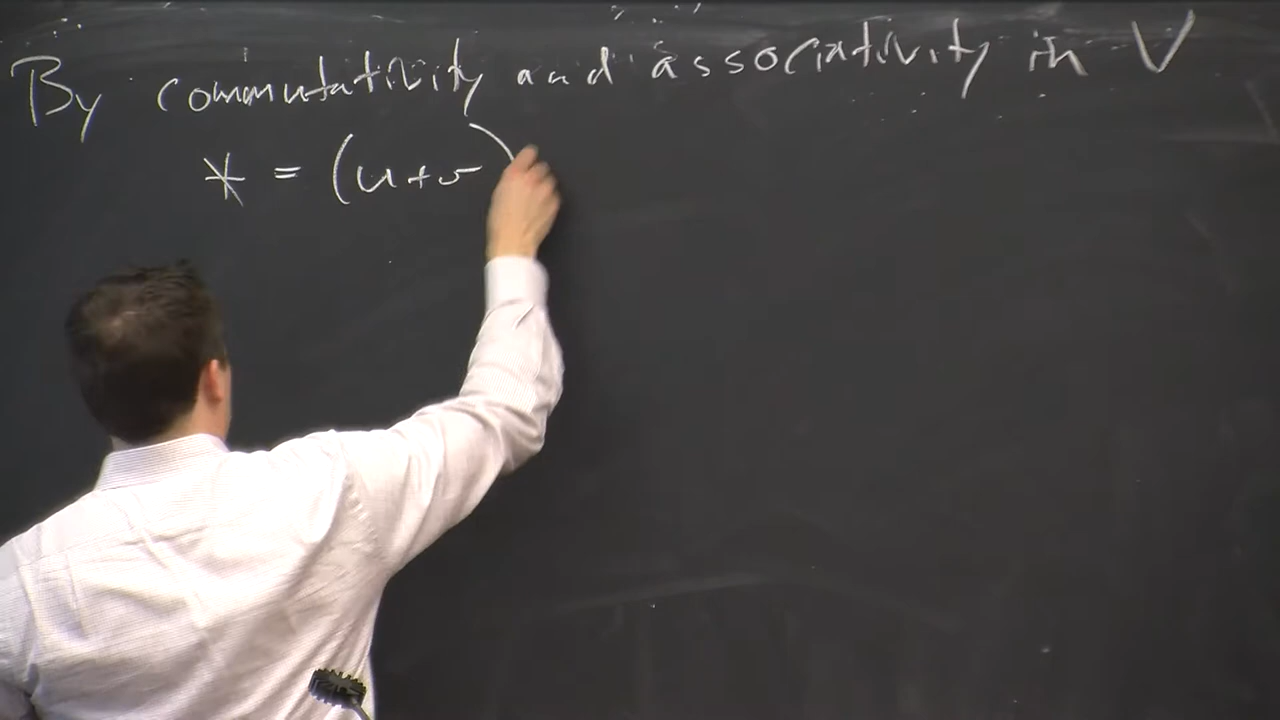 By commutativity and associativity in V
* = (u+v)